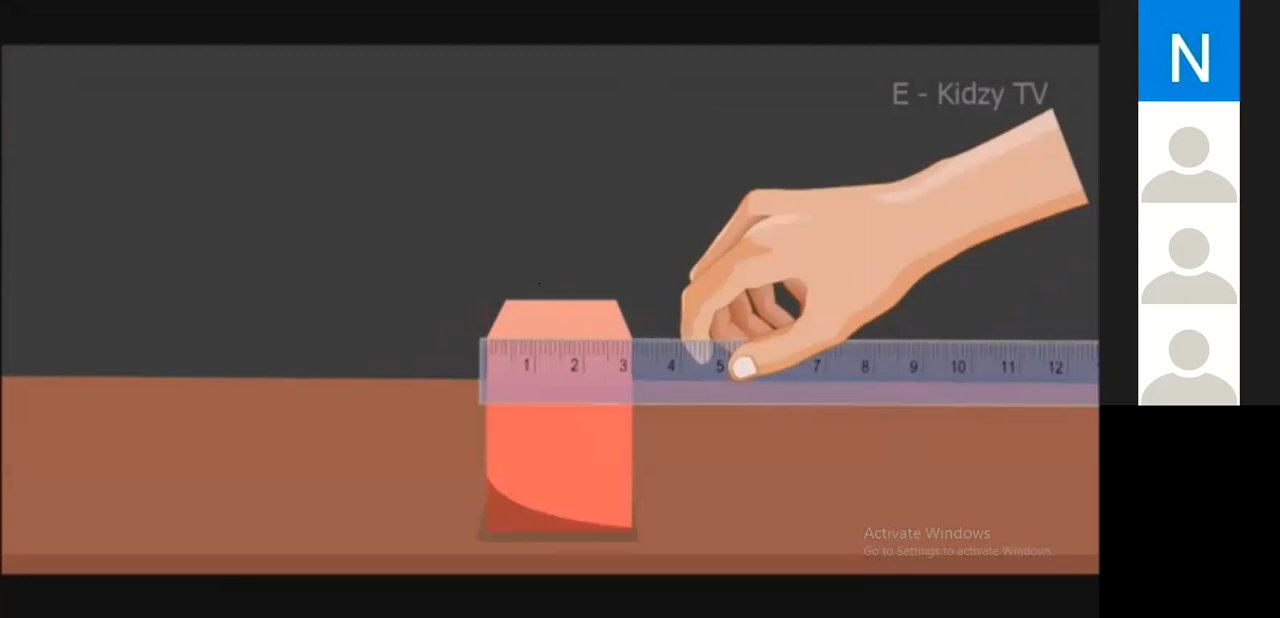 E - Kidzy TV
N
1 2 3 4 5 7 8 9 10 11 12
Activate Windows
Go to Settings to activate Windows.